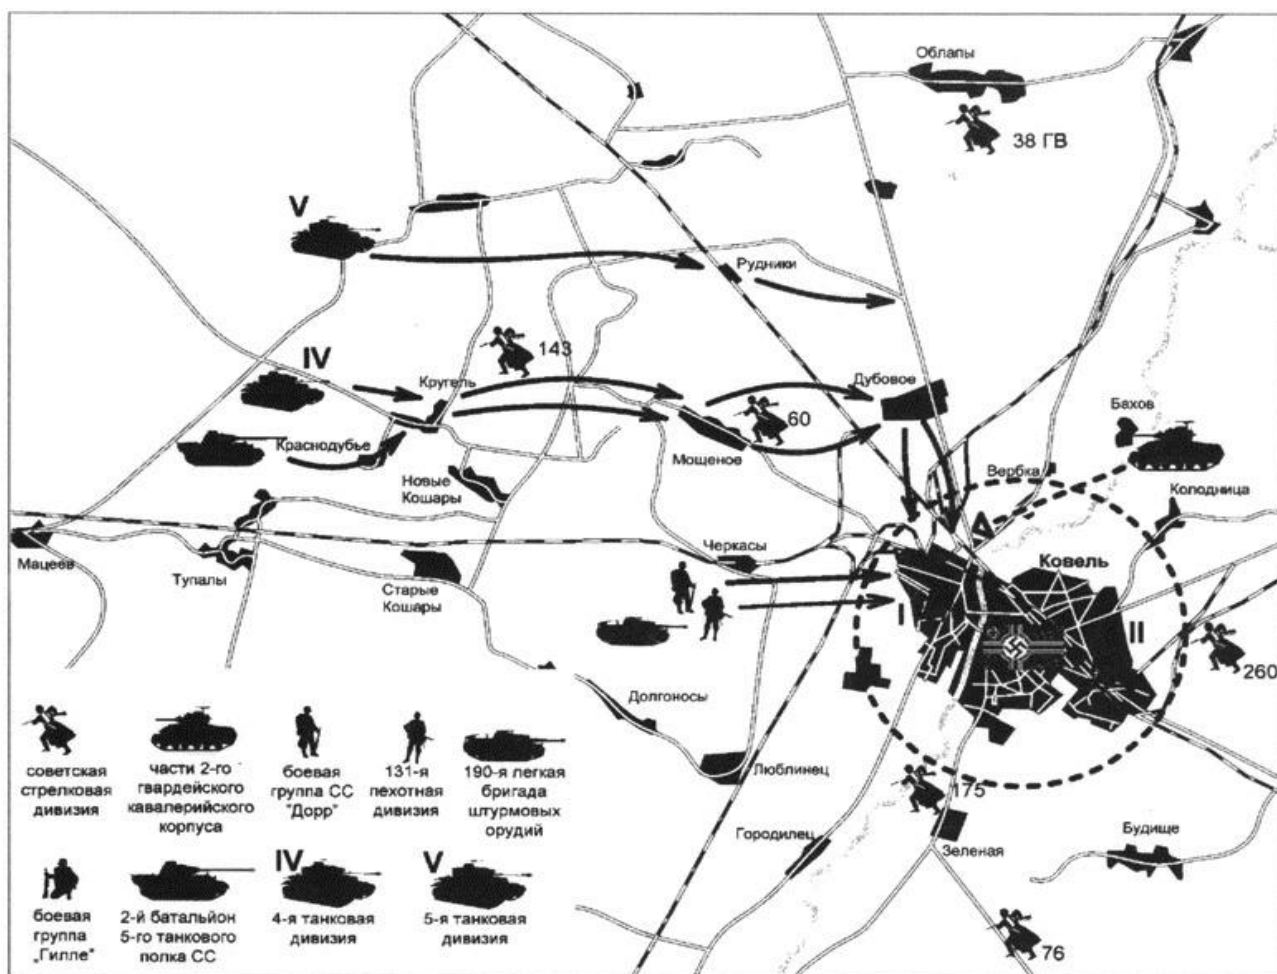 Облапы
38 ГВ
V
Рудники
IV
143
Кругель
Дубовое
Бахов
60
Краснодубье
Мощеное
Вербка
Новые
Кошары
Колодница
Мацеев
Тупалы
Черкасы
Старые
Кошары
Ковель
I
II
260
Долгоносы
Люблинец
175
Городилец
Зеленая
Будище
76
советская
стрелковая
дивизия
части 2-го
гвардейского
кавалерийского
корпуса
боевая
группа СС
"Дорр"
131-я
пехотная
дивизия
190-я легкая
бригада
штурмовых
орудий
боевая
группа
„Гилле"
2-й батальйон
5-го танкового
полка СС
IV
4-я танковая
дивизия
V
5-я танковая
дивизия